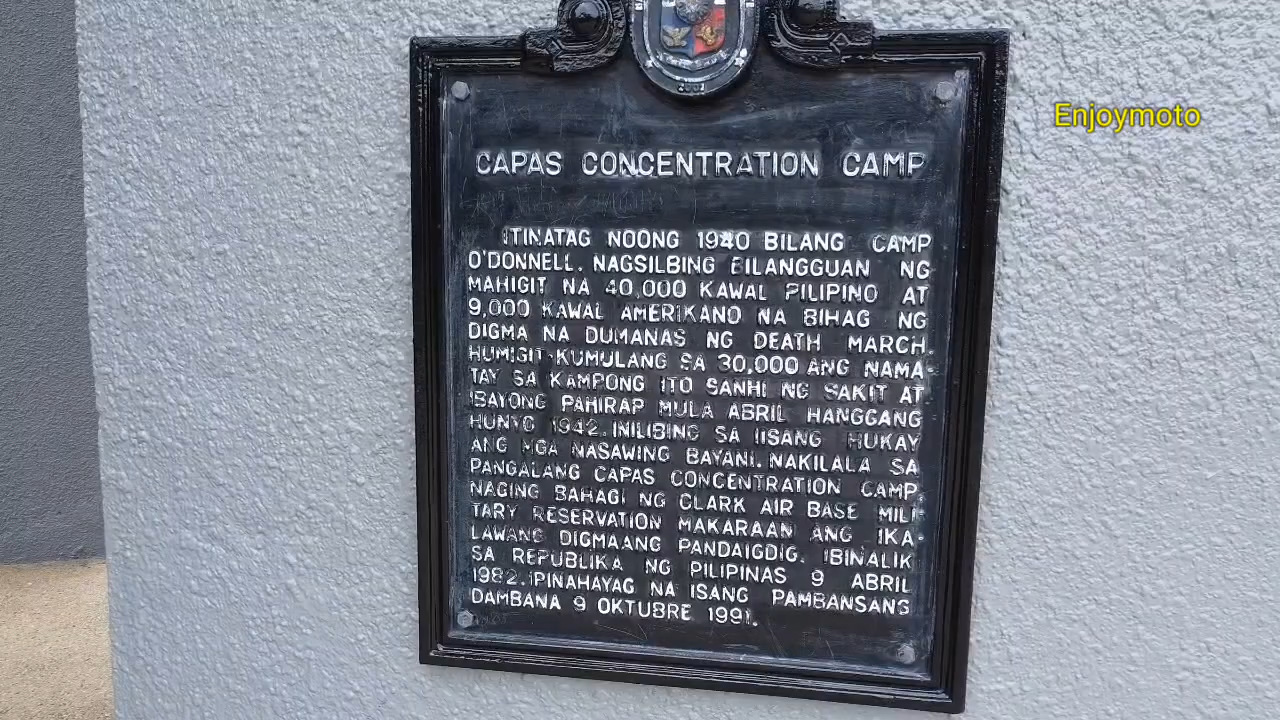 2001
Enjoymoto
CAPAS CONCENTRATION CAMP
ITINATAG NOONG 1940 BILANG CAMP
O'DONNELL. NAGSILBING BILANGGUAN NG
MAHIGIT NA 40,000 KAWAL PILIPINO AT
9,000 KAWAL AMERIKANO NA BIHAG NG
DIGMA NA DUMANAS NG DEATH MARCH.
HUMIGIT-KUMULANG SA 30,000 ANG NAMA-
TAY SA KAMPONG ITO SANHI NG SAKIT AT
IBAYONG PAHIRAP MULA ABRIL HANGGANG
HUNYO 1942. INILIBING SA IISANG HUKAY
ANG MGA NASAWING BAYANI. NAKILALA SA
PANGALANG CAPAS CONCENTRATION CAMP.
NAGING BAHAGI NG CLARK AIR BASE MILI-
TARY RESERVATION MAKARAAN ANG IKA-
LAWANG DIGMAANG PANDAIGDIG. IBINALIK
SA REPUBLIKA NG PILIPINAS 9 ABRIL
1982. IPINAHAYAG NA ISANG PAMBANSANG
DAMBANA 9 OKTUBRE 1991.